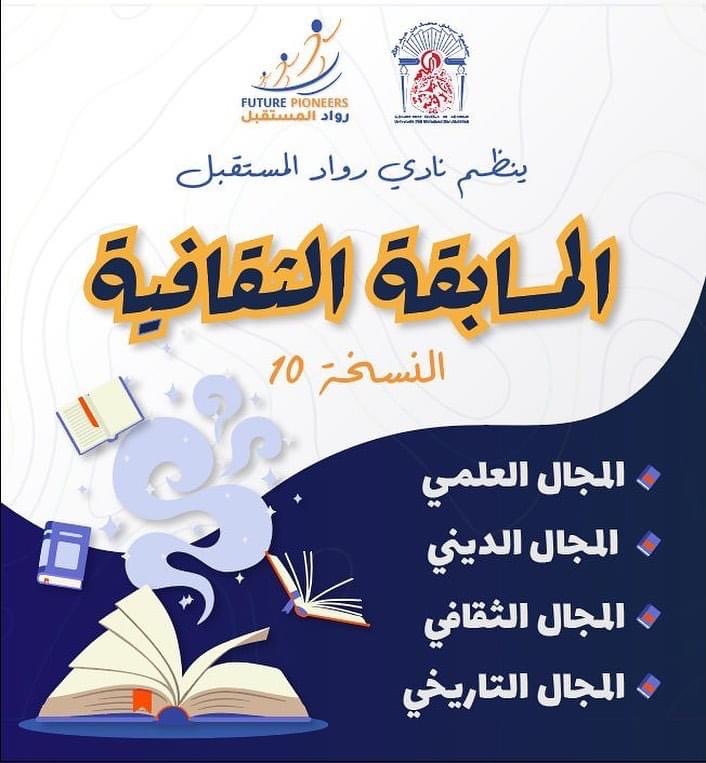 FUTURE PIONEERS
رواد المستقبل
ينظم نادي رواد المستقبل
المسابقة الثقافية
النسخة 10
المجال العلمي
المجال الديني
المجال الثقافي
المجال التاريخي